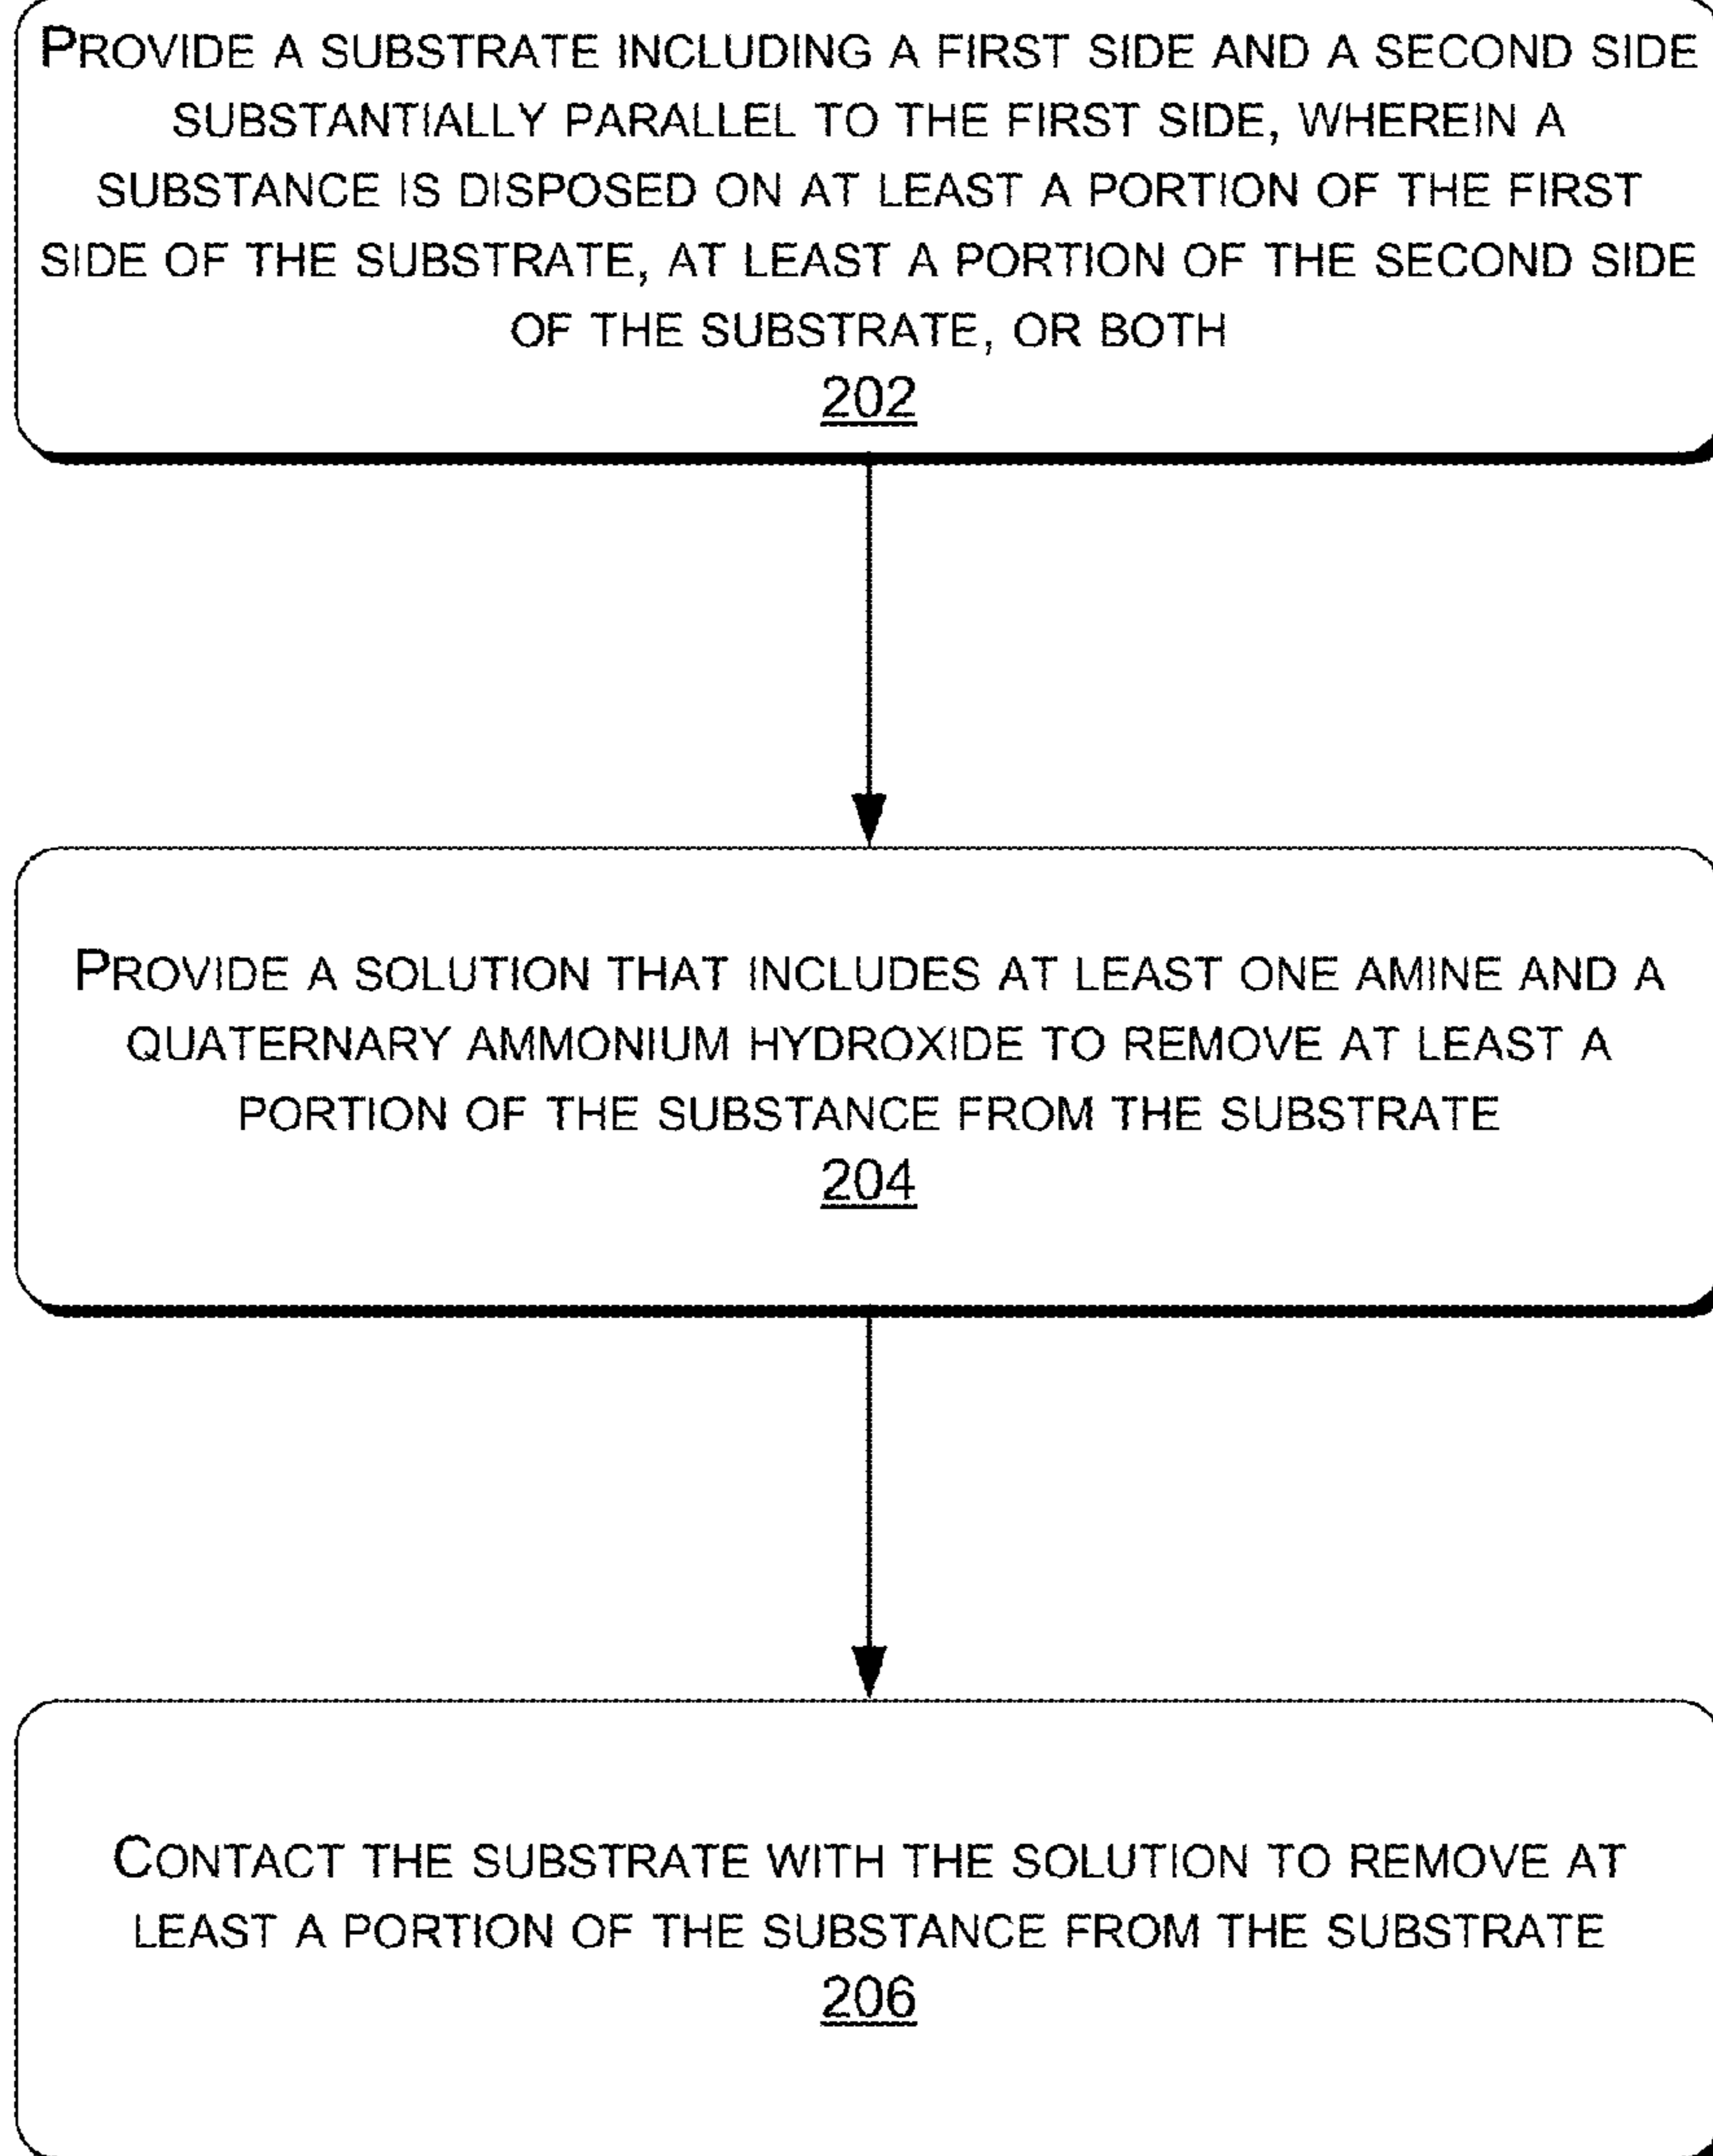 PROVIDE A SUBSTRATE INCLUDING A FIRST SIDE AND A SECOND SIDE
SUBSTANTIALLY PARALLEL TO THE FIRST SIDE, WHEREIN A
SUBSTANCE IS DISPOSED ON AT LEAST A PORTION OF THE FIRST
SIDE OF THE SUBSTRATE, AT LEAST A PORTION OF THE SECOND SIDE
OF THE SUBSTRATE, OR BOTH
202
PROVIDE A SOLUTION THAT INCLUDES AT LEAST ONE AMINE AND A
QUATERNARY AMMONIUM HYDROXIDE TO REMOVE AT LEAST A
PORTION OF THE SUBSTANCE FROM THE SUBSTRATE
204
CONTACT THE SUBSTRATE WITH THE SOLUTION TO REMOVE AT
LEAST A PORTION OF THE SUBSTANCE FROM THE SUBSTRATE
206